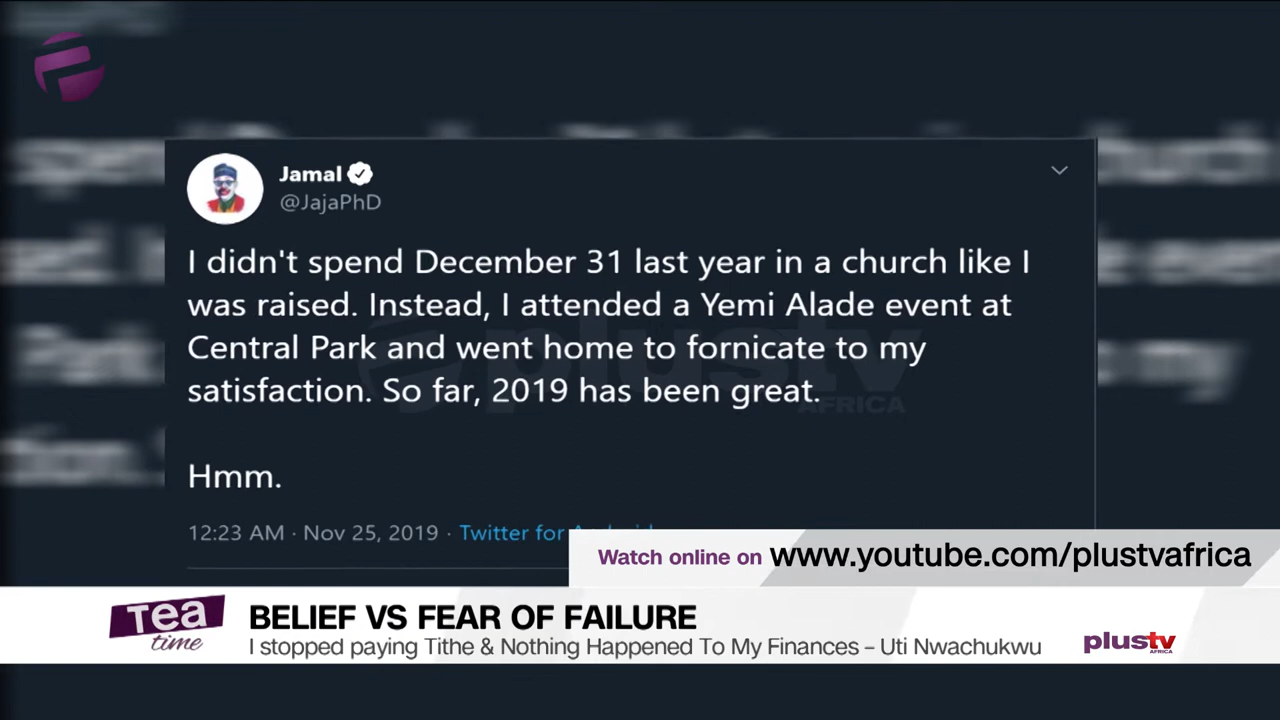 Jamal
@JajaPhD
I didn't spend December 31 last year in a church like I
was raised. Instead, I attended a Yemi Alade event at
Central Park and went home to fornicate to my
satisfaction. So far, 2019 has been great.
Hmm.
12:23 AM · Nov 25, 2019 · Twitter for Android
plustv
AFRICA
Watch online on www.youtube.com/plustvafrica
Tea
time
BELIEF VS FEAR OF FAILURE
I stopped paying Tithe & Nothing Happened To My Finances – Uti Nwachukwu
plustv
AFRICA